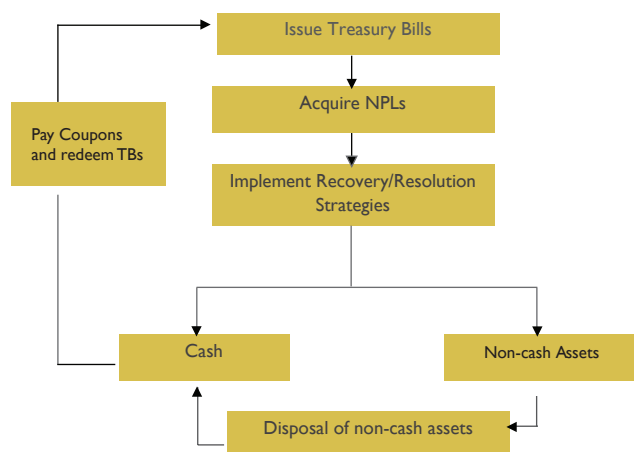 Issue Treasury Bills
Acquire NPLs
Pay Coupons
and redeem TBs
Implement Recovery/Resolution
Strategies
Cash
Non-cash Assets
Disposal of non-cash assets